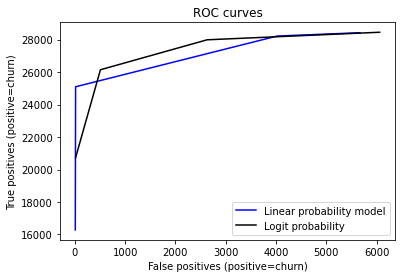 ROC curves
28000
26000
24000
22000
20000
18000
16000
True positives (positive=churn)
Linear probability model
Logit probability
0 1000 2000 3000 4000 5000 6000
False positives (positive=churn)